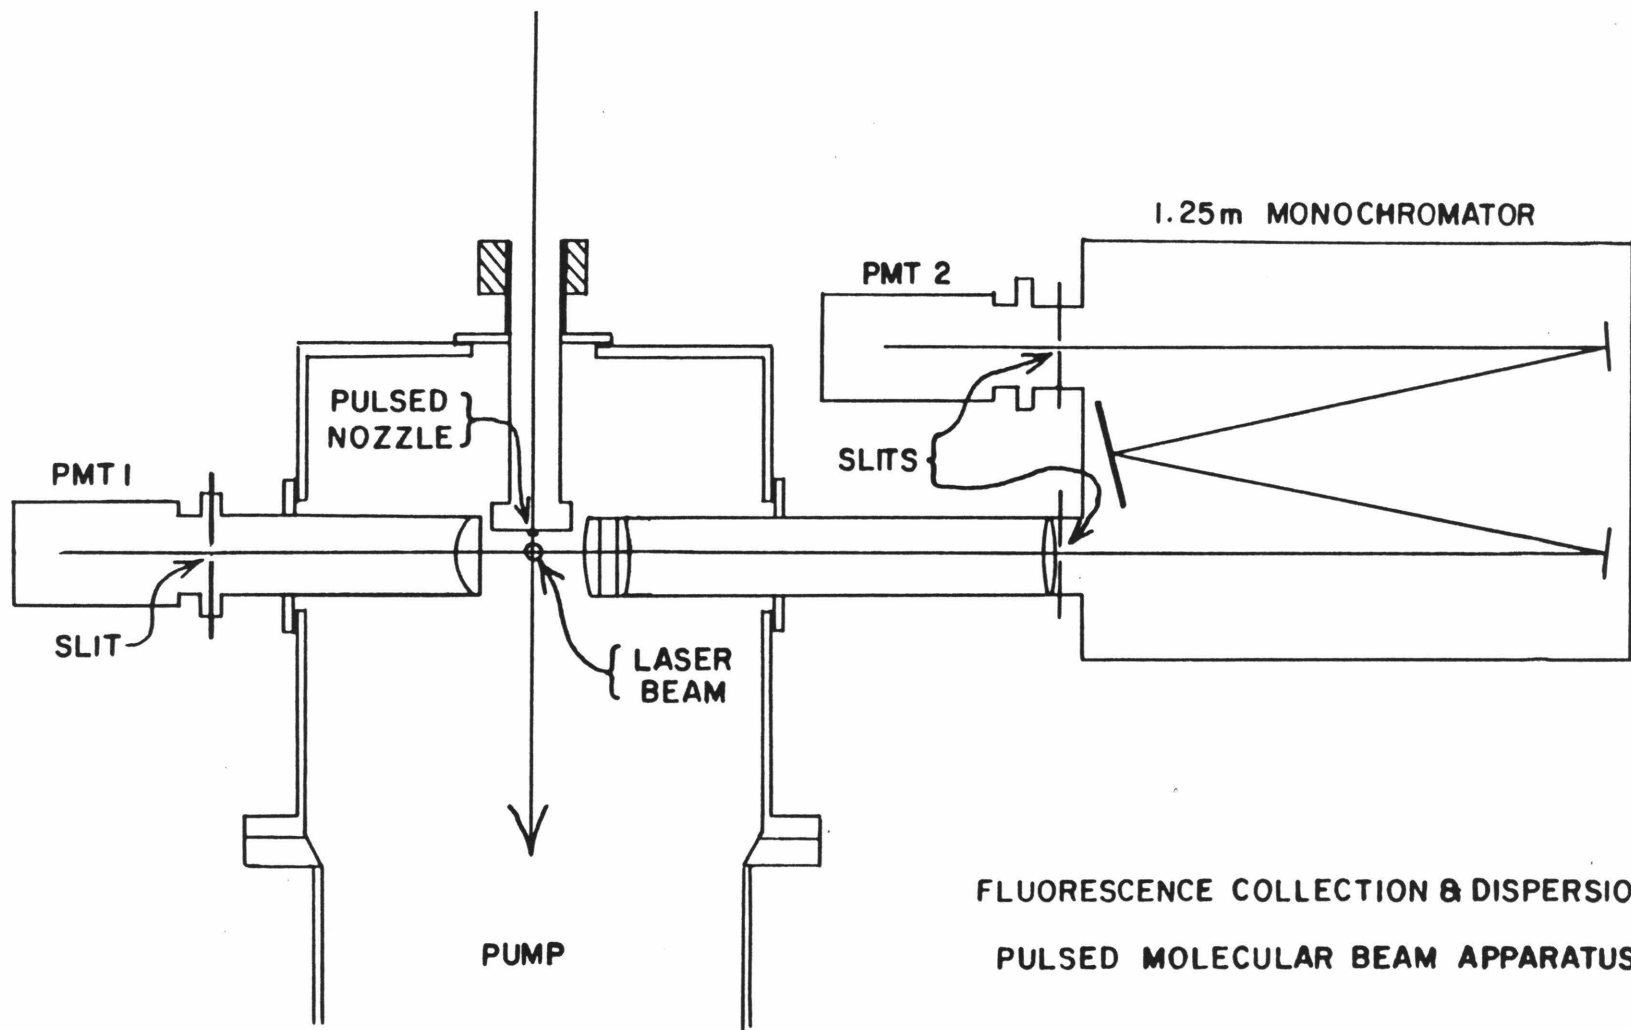 1.25m MONOCHROMATOR
PMT 2
PULSED
NOZZLE
SLITS
PMT 1
SLIT
LASER
BEAM
PUMP
FLUORESCENCE COLLECTION & DISPERSIO
PULSED MOLECULAR BEAM APPARATUS